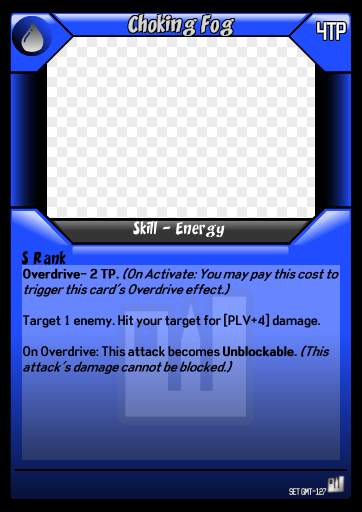 Choking Fog
4TP
Skill - Energy
S Rank
Overdrive- 2 TP. (On Activate: You may pay this cost to
trigger this card's Overdrive effect.)
Target 1 enemy. Hit your target for [PLV+4] damage.
On Overdrive: This attack becomes Unblockable. (This
attack's damage cannot be blocked.)
SET GMT-127